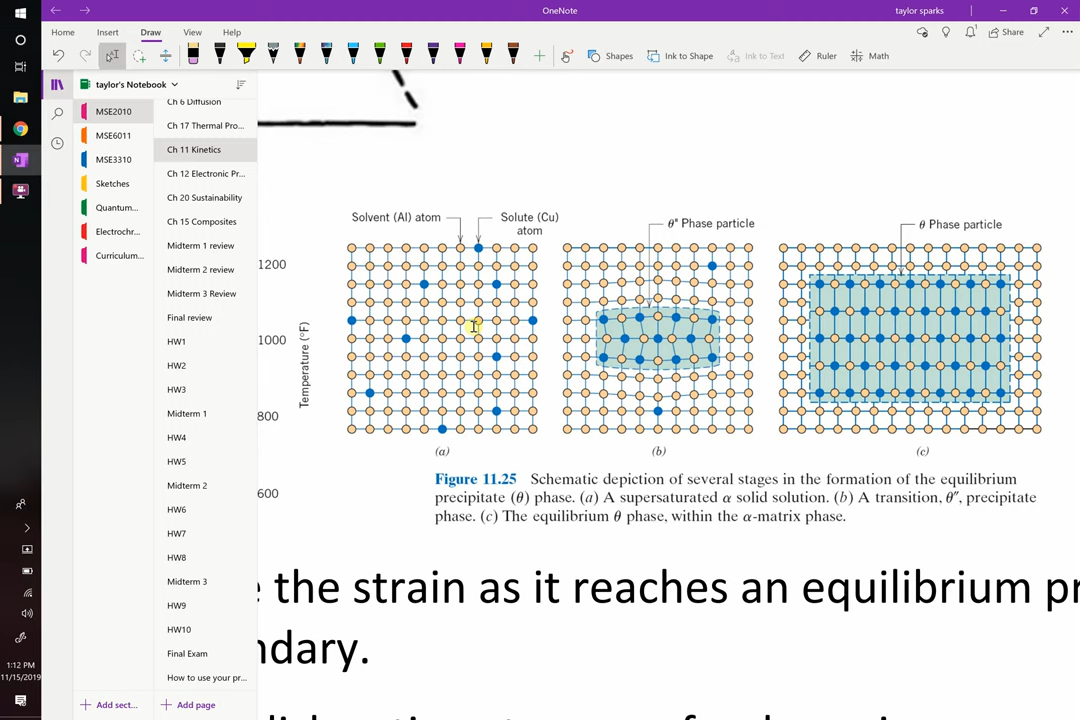 OneNote
taylor sparks
Home
Insert
Draw
View
Help
Share
Shapes
Ink to Shape
Ink to Text
Ruler
Math
taylor's Notebook
MSE2010
MSE6011
MSE3310
Sketches
Quantum...
Electrochr...
Curriculum...
Add sect...
Ch 6 Diffusion
Ch 17 Thermal Pro...
Ch 11 Kinetics
Ch 12 Electronic Pr...
Ch 20 Sustainability
Ch 15 Composites
Midterm 1 review
Midterm 2 review
Midterm 3 Review
Final review
HW1
HW2
HW3
Midterm 1
HW4
HW5
Midterm 2
HW6
HW7
HW8
Midterm 3
HW9
HW10
Final Exam
How to use your pr...
Add page
1200
1000
800
600
Temperature (°F)
Solvent (Al) atom
Solute (Cu)
atom
θ" Phase particle
θ Phase particle
(a)
(b)
(c)
Figure 11.25 Schematic depiction of several stages in the formation of the equilibrium
precipitate (θ) phase. (a) A supersaturated α solid solution. (b) A transition, θ″, precipitate
phase. (c) The equilibrium θ phase, within the α-matrix phase.
the strain as it reaches an equilibrium pr
ndary.
1:12 PM
11/15/2019